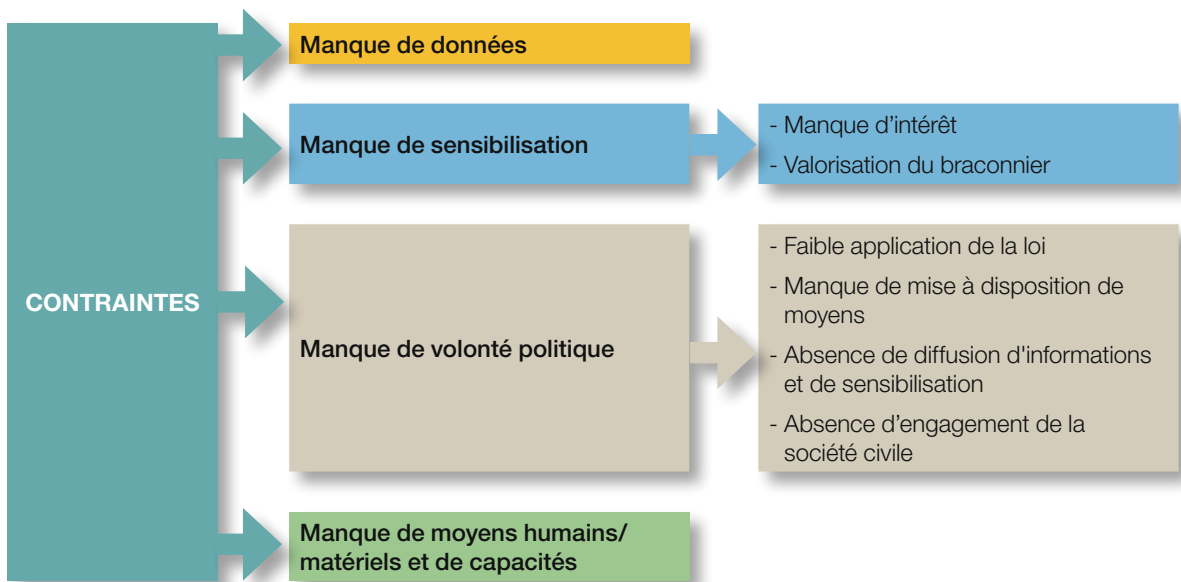 CONTRAINTES
Manque de données
Manque de sensibilisation
- Manque d’intérêt
- Valorisation du braconnier
Manque de volonté politique
- Faible application de la loi
- Manque de mise à disposition de
moyens
- Absence de diffusion d'informations
et de sensibilisation
- Absence d’engagement de la
société civile
Manque de moyens humains/
matériels et de capacités